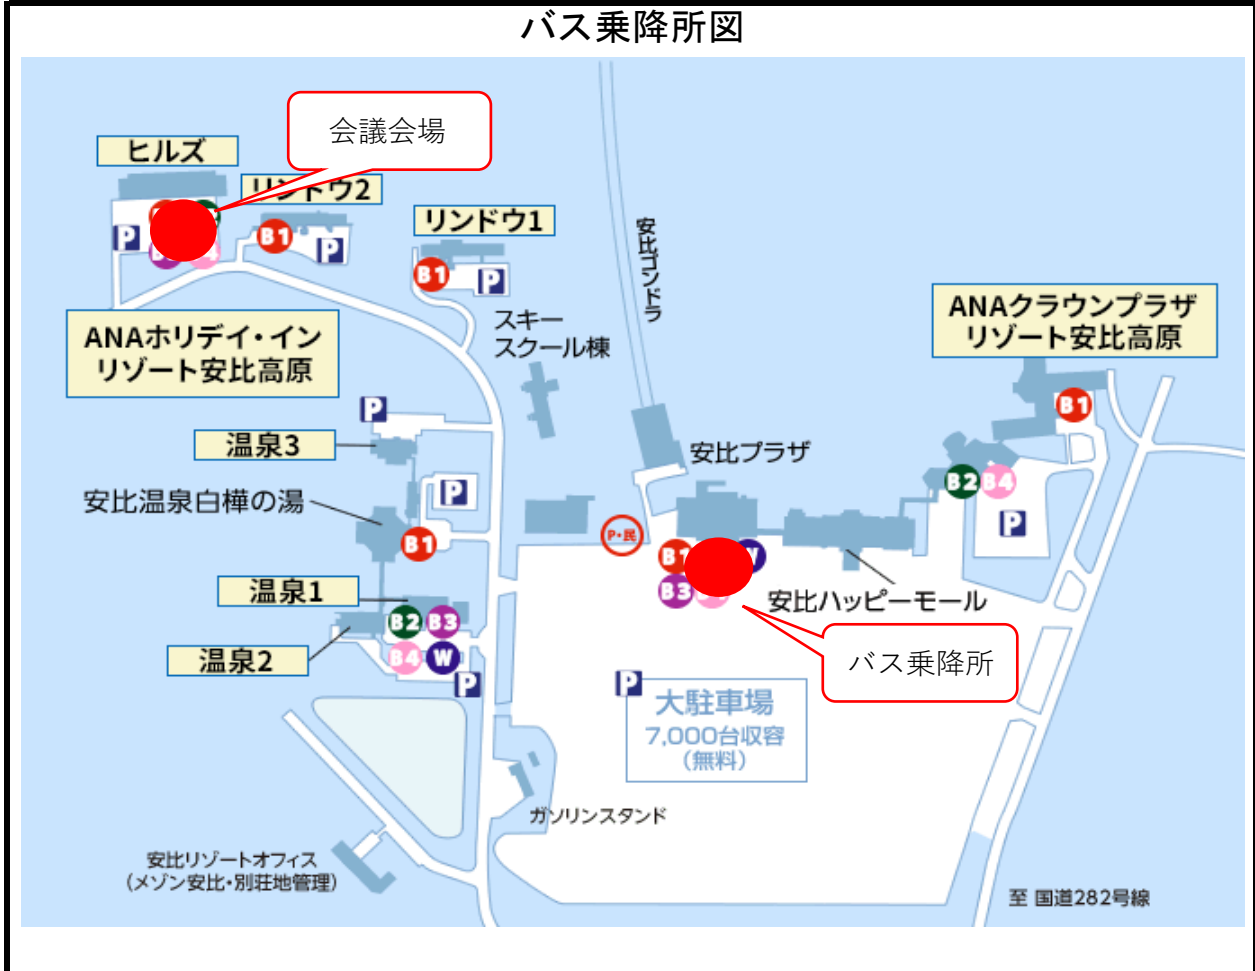 バス乗降所図
会議会場
ヒルズ
リンドウ2
リンドウ1
P
B1
P
B1
P
安比ゴンドラ
ANAホリデイ・イン
リゾート安比高原
スキー
スクール棟
ANAクラウンプラザ
リゾート安比高原
B1
P
温泉3
安比プラザ
安比温泉白樺の湯
P
B2
B4
P
B1
P・民
B1
B3
安比ハッピーモール
温泉1
B2
B3
B4
W
温泉2
P
バス乗降所
P
大駐車場
7,000台収容
(無料)
ガソリンスタンド
安比リゾートオフィス
(メゾン安比・別荘地管理)
至 国道282号線